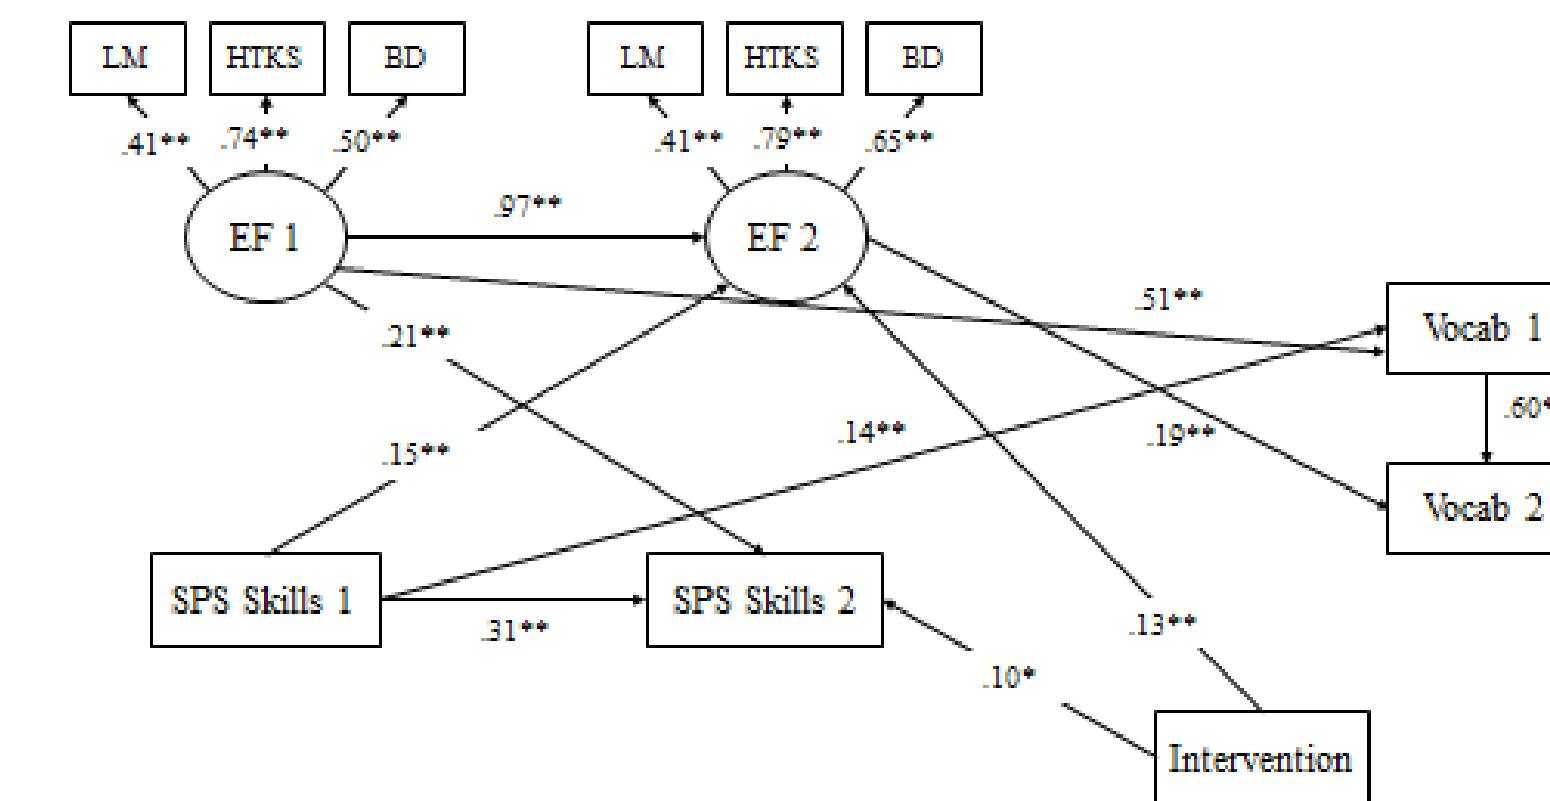 LM HTKS BD LM HTKS BD
.41** .74** .50** .41** .79** .65**
.97**
EF 1 EF 2
.51**
.21** Vocab 1
.60*
.14** .19**
.15**
Vocab 2
SPS Skills 1 SPS Skills 2
.31** .13**
.10*
Intervention